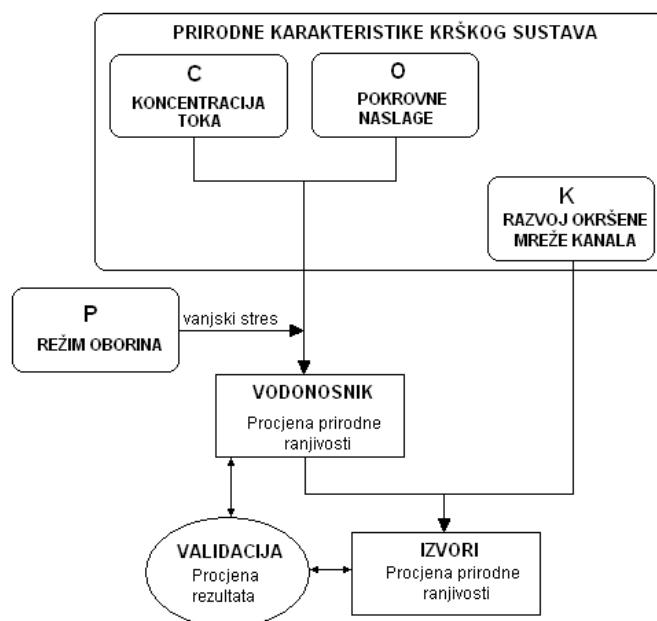 PRIRODNE KARAKTERISTIKE KRŠKOG SUSTAVA
C
KONCENTRACIJA
TOKA
O
POKROVNE
NASLAGE
K
RAZVOJ OKRŠENE
MREŽE KANALA
P
REŽIM OBORINA
vanjski stres
VODONOSNIK
Procjena prirodne
ranjivosti
VALIDACIJA
Procjena
rezultata
IZVORI
Procjena prirodne
ranjivosti